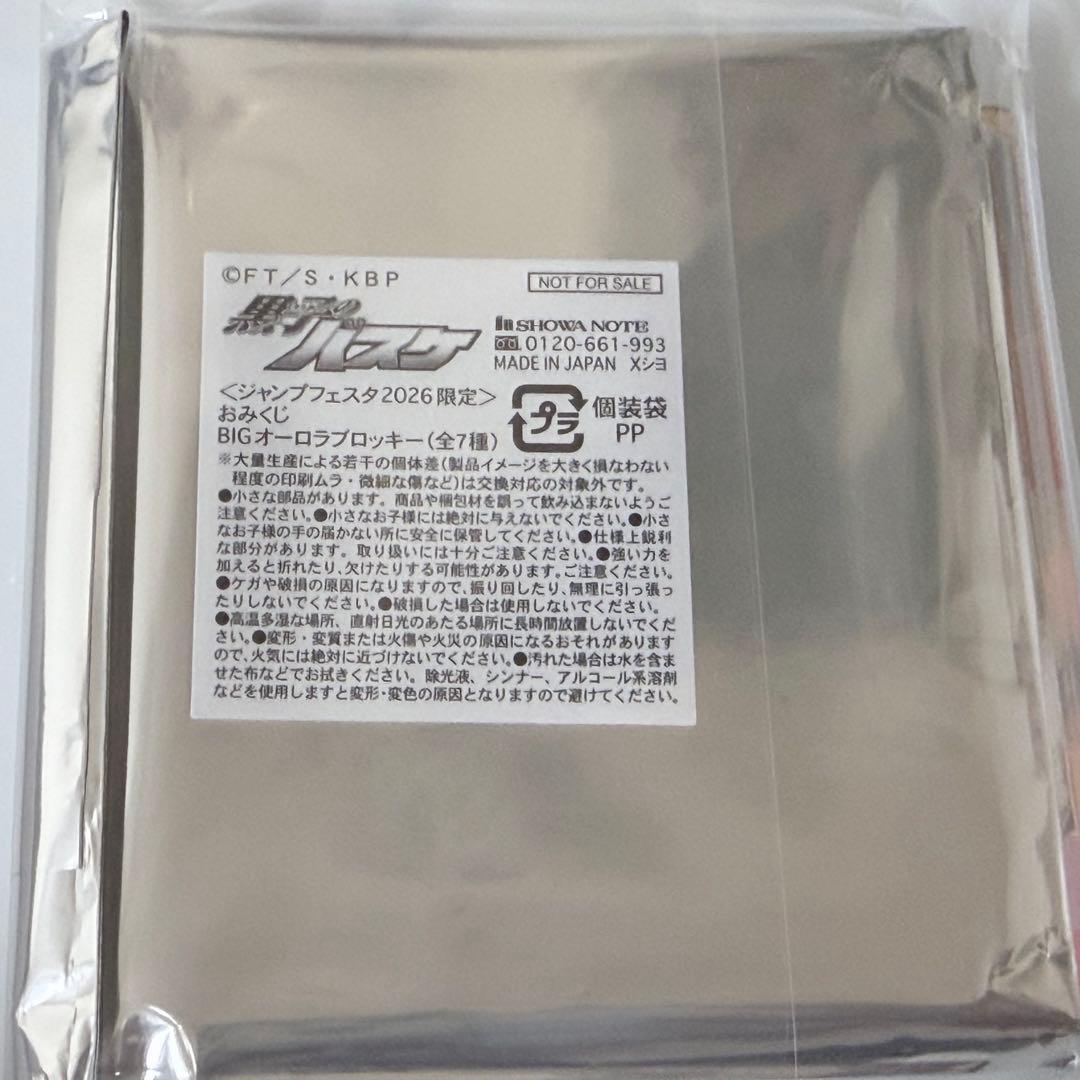 ©FT／S・KBP
NOT FOR SALE
黒子のバスケ
SHOWA NOTE
0120-661-993
MADE IN JAPAN Xシヨ
＜ジャンプフェスタ2026限定＞
おみくじ
BIGオーロラブロッキー（全7種）
プラ
個装袋
PP
※大量生産による若干の個体差（製品イメージを大きく損なわない
程度の印刷ムラ・微細な傷など）は交換対応の対象外です。
●小さな部品があります。商品や梱包材を誤って飲み込まないようご
注意ください。●小さなお子様には絶対に与えないでください。●小さ
なお子様の手の届かない所に安全に保管してください。●仕様上鋭利
な部分があります。取り扱いには十分ご注意ください。●強い力を
加えると折れたり、欠けたりする可能性があります。ご注意ください。
●ケガや破損の原因になりますので、振り回したり、無理に引っ張っ
たりしないでください。●破損した場合は使用しないでください。
●高温多湿な場所、直射日光のあたる場所に長時間放置しないでくだ
さい。●変形・変質または火傷や火災の原因になるおそれがあります
ので、火気には絶対に近づけないでください。●汚れた場合は水を含ま
せた布などでお拭きください。除光液、シンナー、アルコール系溶剤
などを使用しますと変形・変色の原因となりますので避けてください。